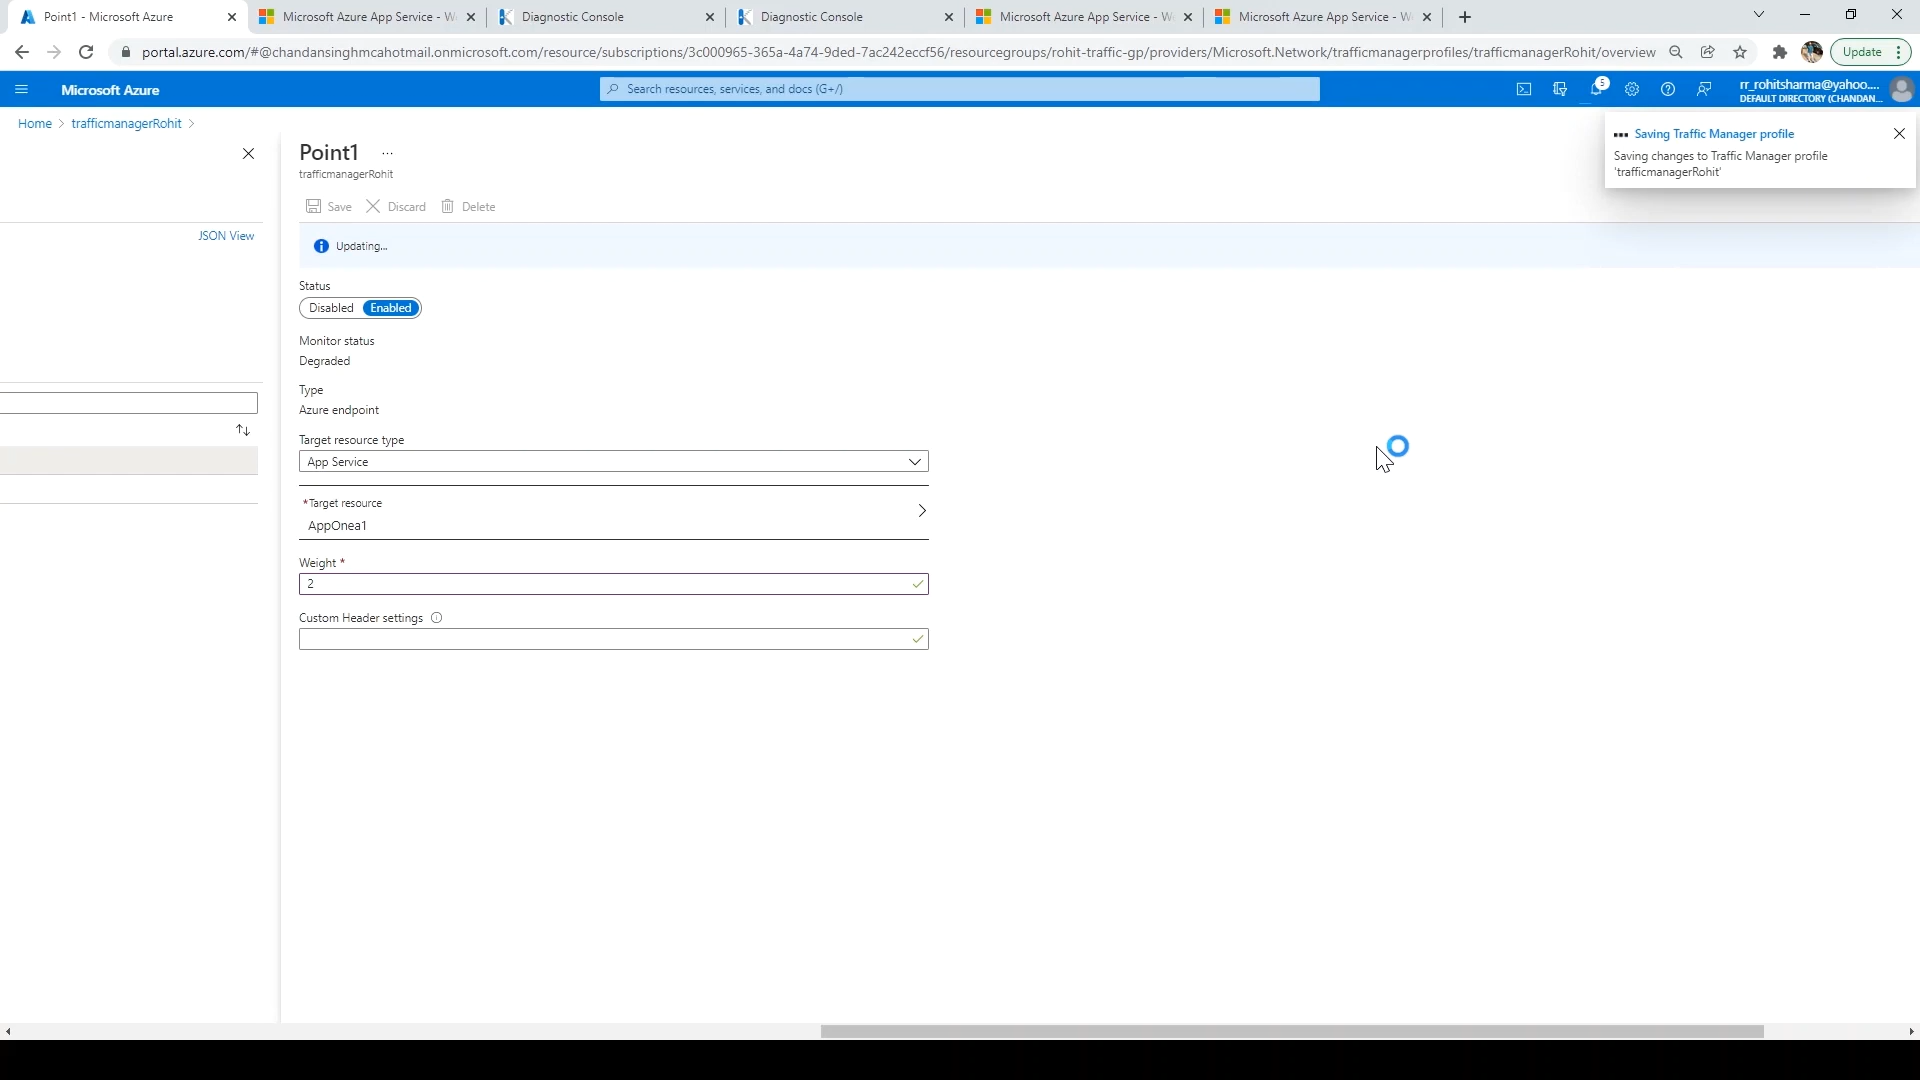 Point1 - Microsoft Azure
Microsoft Azure App Service - W
Diagnostic Console
Diagnostic Console
Microsoft Azure App Service - W
Microsoft Azure App Service - W
portal.azure.com/#@chandansinghmcahotmail.onmicrosoft.com/resource/subscriptions/3c000965-365a-4a74-9ded-7ac242eccf56/resourcegroups/rohit-traffic-gp/providers/Microsoft.Network/trafficmanagerprofiles/trafficmanagerRohit/overview
Update
Microsoft Azure
Search resources, services, and docs (G+/)
5
rr_rohitsharma@yahoo....
DEFAULT DIRECTORY (CHANDAN...
Home > trafficmanagerRohit >
Saving Traffic Manager profile
Saving changes to Traffic Manager profile
'trafficmanagerRohit'
Point1 ...
trafficmanagerRohit
Save Discard Delete
JSON View
Updating...
Status
Disabled Enabled
Monitor status
Degraded
Type
Azure endpoint
Target resource type
App Service
*Target resource
AppOnea1
Weight *
2
Custom Header settings